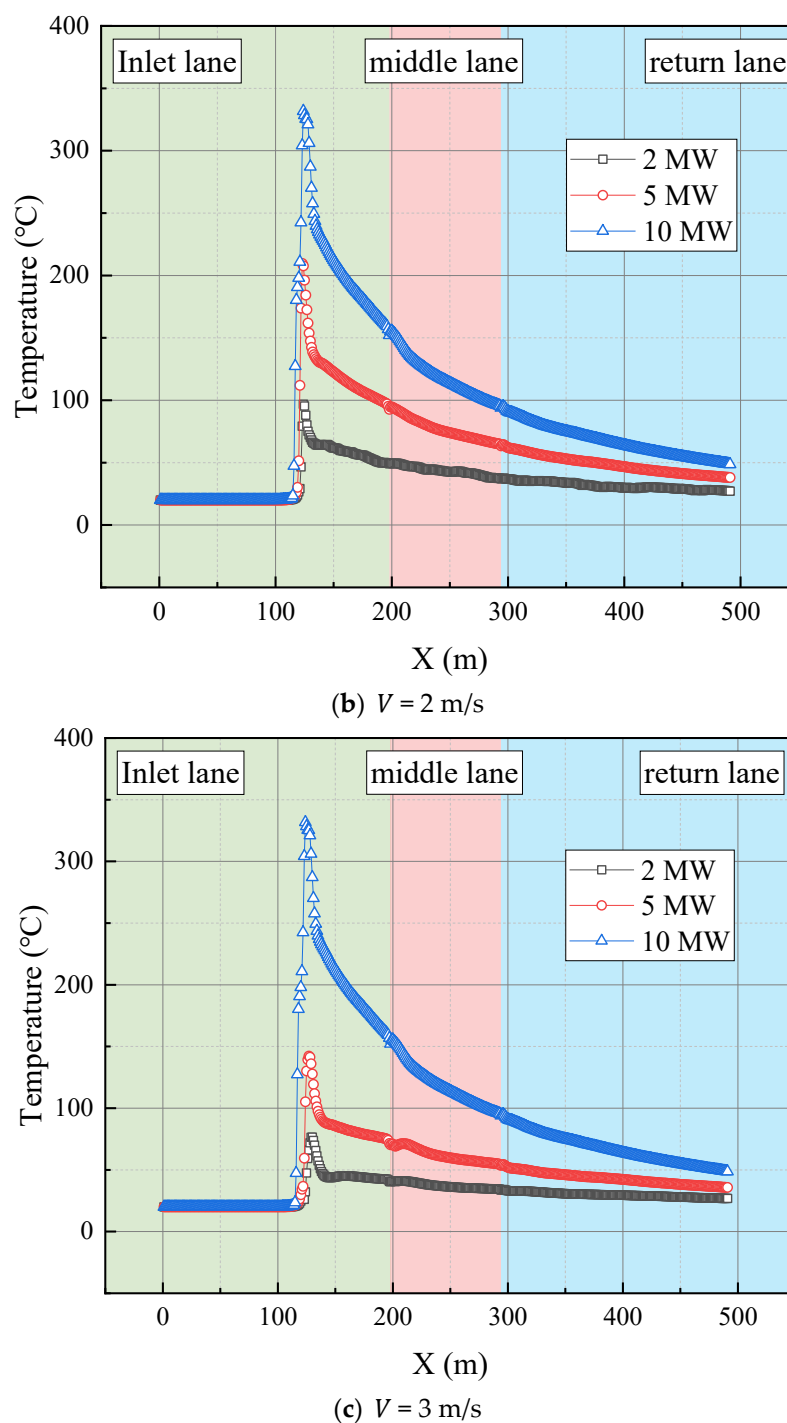 400
Inlet lane middle lane return lane
300
2 MW
5 MW
10 MW
200
100
0
Temperature (°C)
0 100 200 300 400 500
X (m)
(b) V = 2 m/s
400
Inlet lane middle lane return lane
300
2 MW
5 MW
10 MW
200
100
0
Temperature (°C)
0 100 200 300 400 500
X (m)
(c) V = 3 m/s